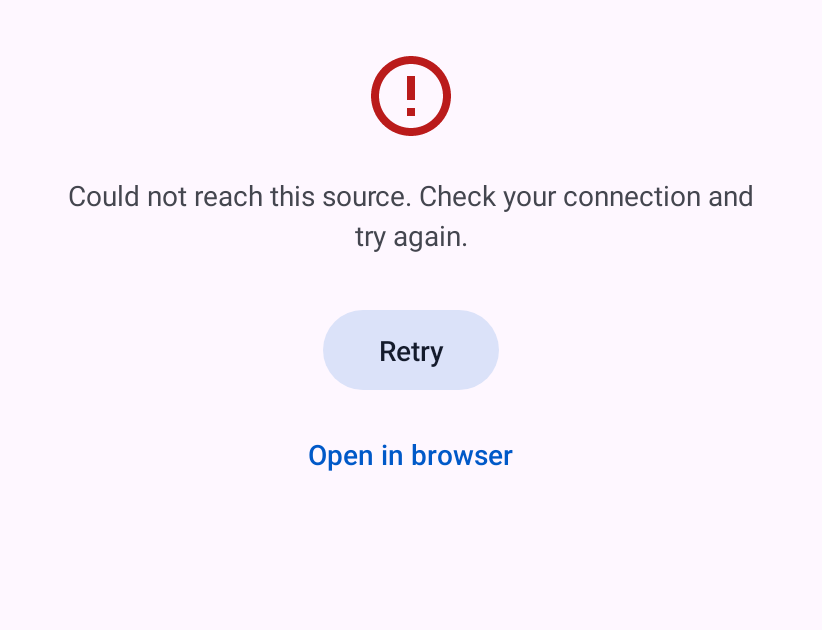 Could not reach this source. Check your connection and
try again.
Retry
Open in browser